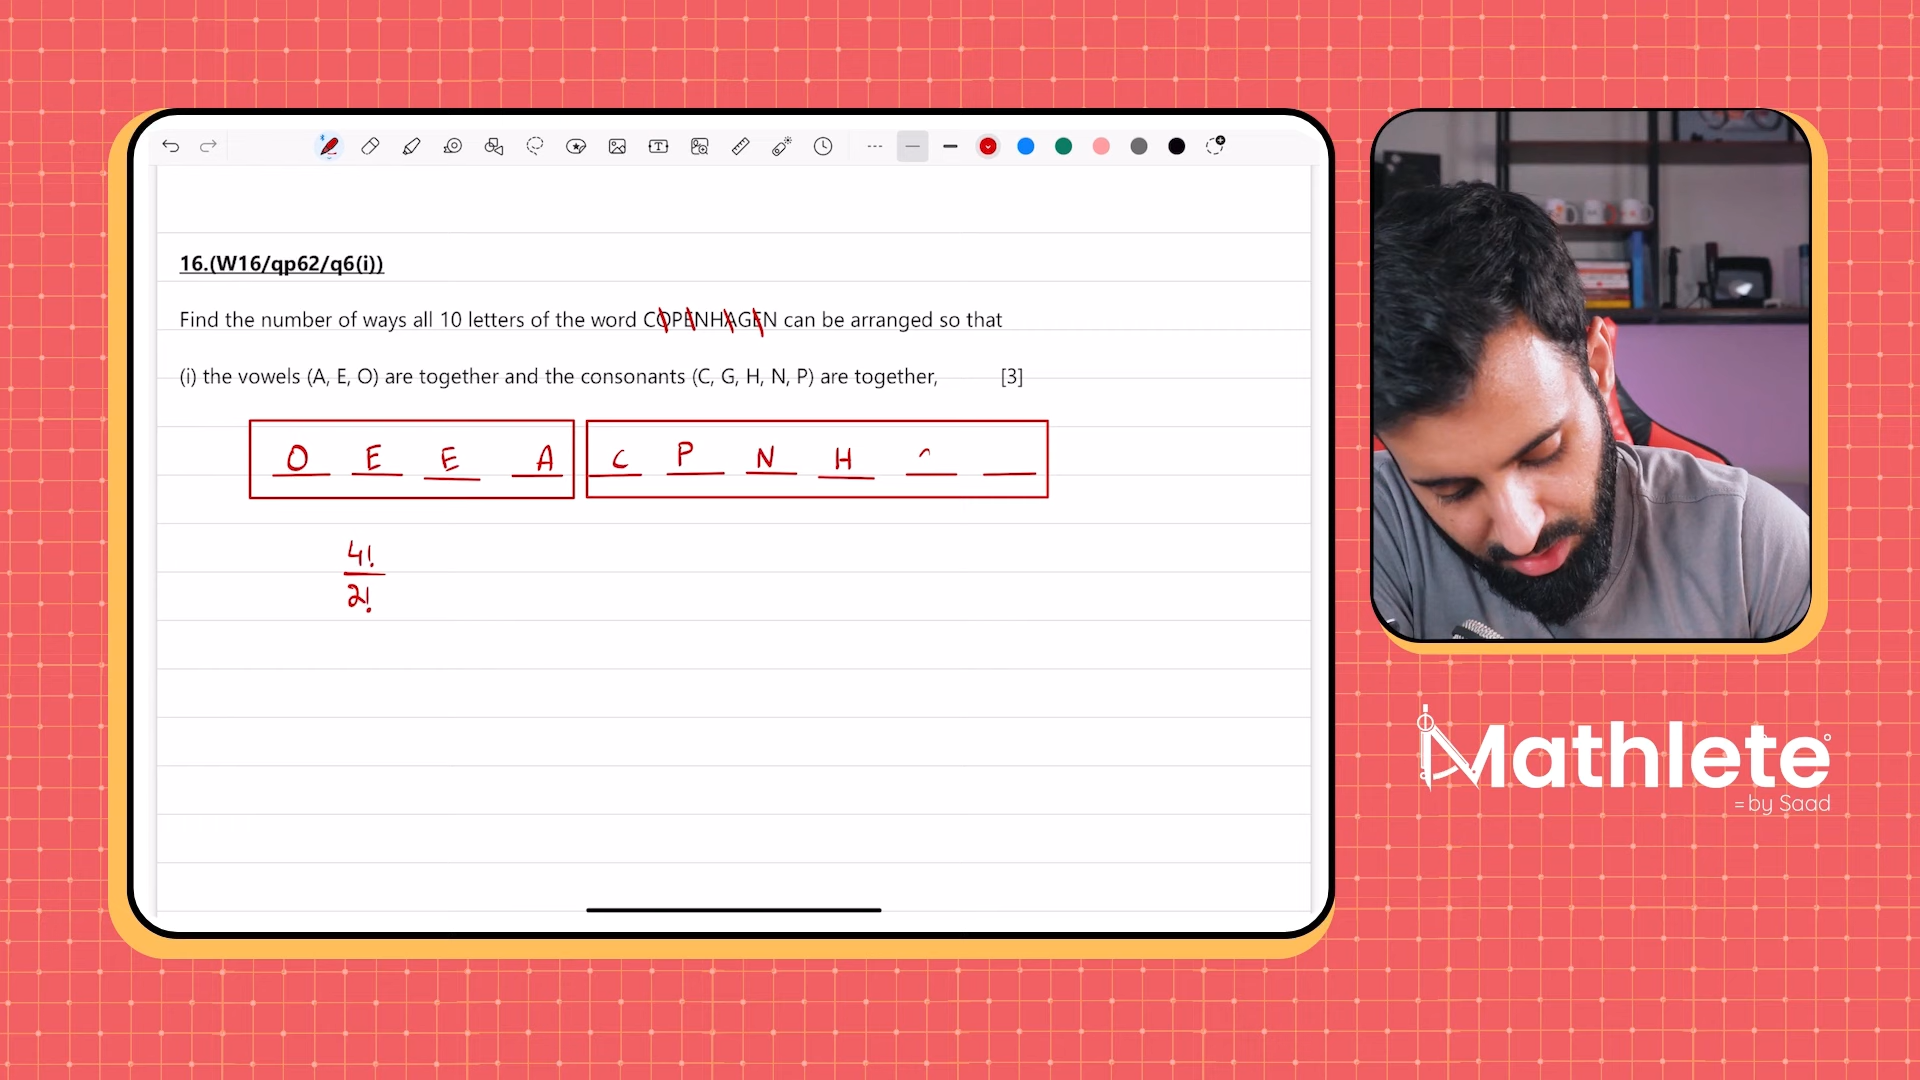 16.(W16/qp62/q6(i))
Find the number of ways all 10 letters of the word COPENHAGEN can be arranged so that
(i) the vowels (A, E, O) are together and the consonants (C, G, H, N, P) are together, [3]
O E E A C P N H
4!
2!
Mathlete
=by Saad